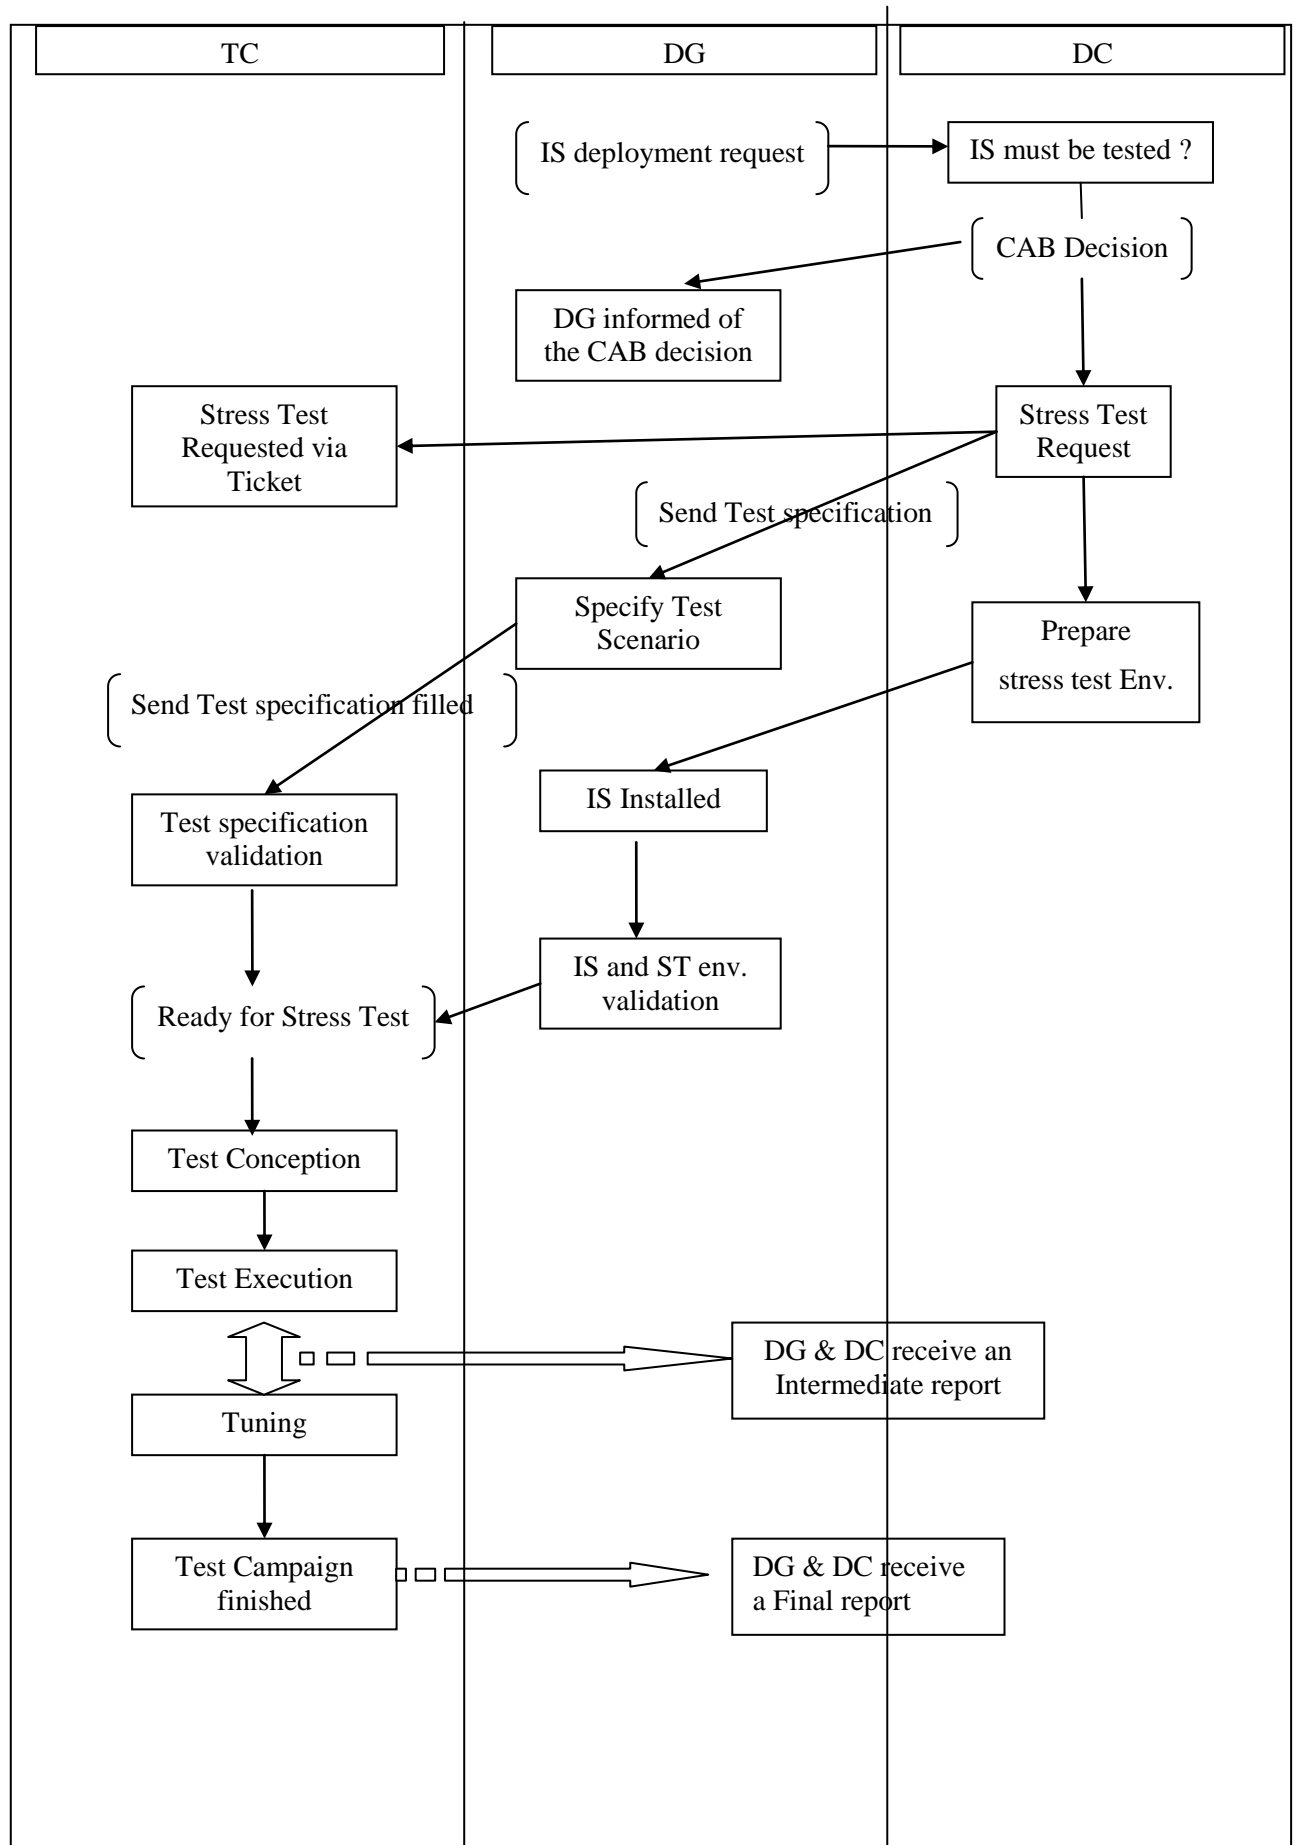 TC
DG
DC
IS deployment request
IS must be tested ?
CAB Decision
DG informed of
the CAB decision
Stress Test
Requested via
Ticket
Stress Test
Request
Send Test specification
Specify Test
Scenario
Prepare
stress test Env.
Send Test specification filled
IS Installed
Test specification
validation
IS and ST env.
validation
Ready for Stress Test
Test Conception
Test Execution
DG & DC receive an
Intermediate report
Tuning
Test Campaign
finished
DG & DC receive
a Final report